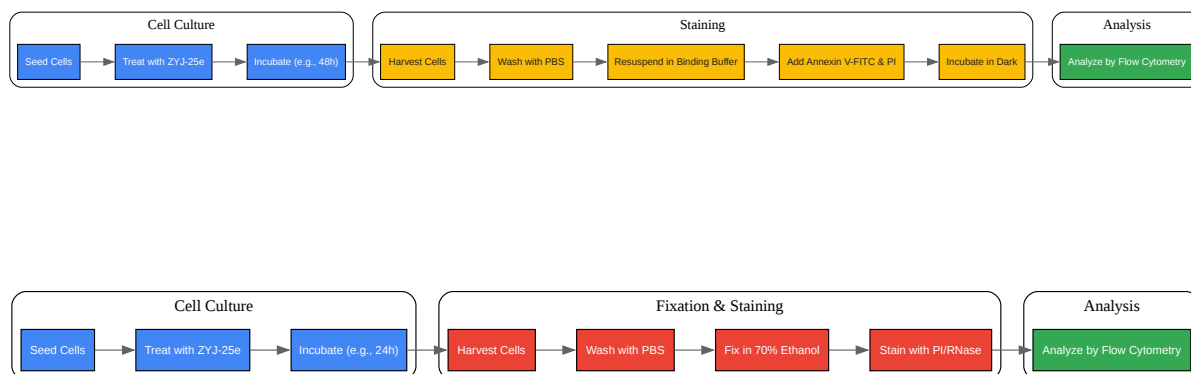 Cell Culture
Staining
Analysis
Seed Cells
Treat with ZYJ-25e
Incubate (e.g., 48h)
Harvest Cells
Wash with PBS
Resuspend in Binding Buffer
Add Annexin V-FITC & PI
Incubate in Dark
Analyze by Flow Cytometry
Cell Culture
Fixation & Staining
Analysis
Seed Cells
Treat with ZYJ-25e
Incubate (e.g., 24h)
Harvest Cells
Wash with PBS
Fix in 70% Ethanol
Stain with PI/RNase
Analyze by Flow Cytometry